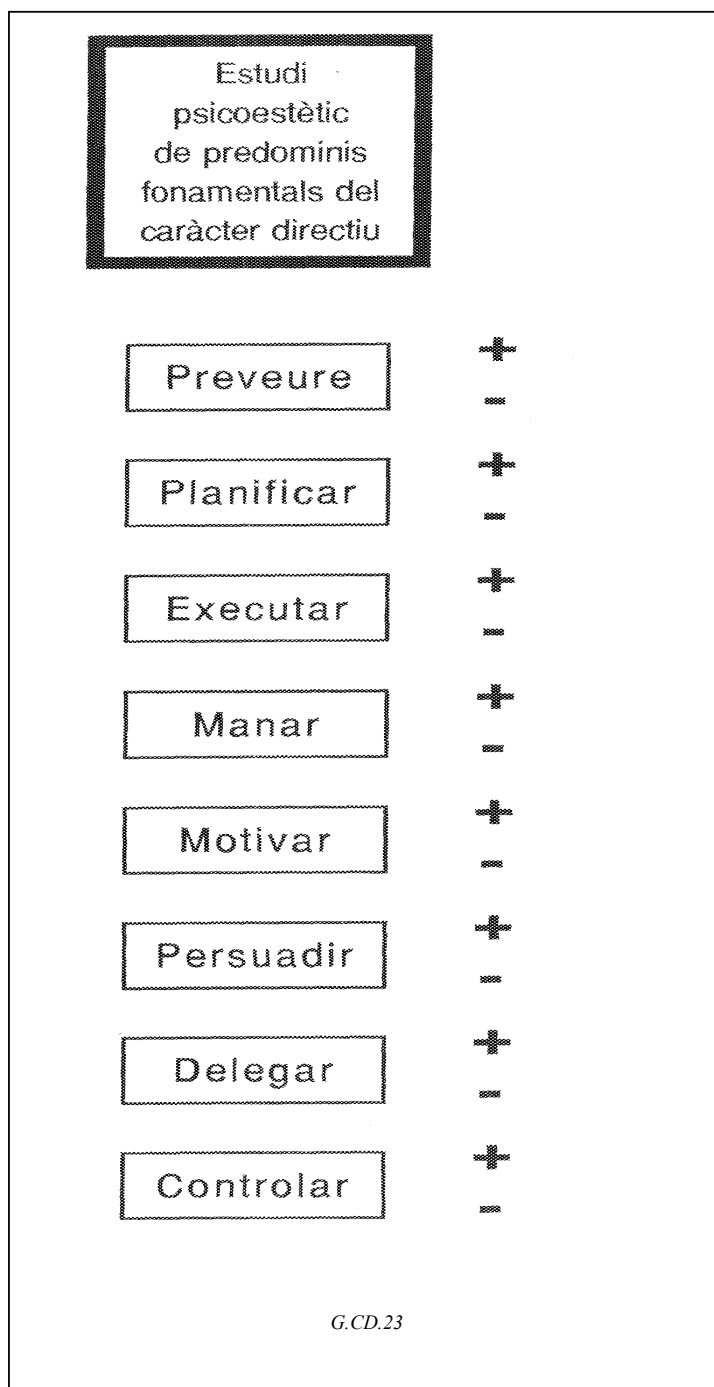 Estudi
psicoestètic
de predominis
fonamentals del
caràcter directiu
Preveure
+
-
Planificar
+
-
Executar
+
-
Manar
+
-
Motivar
+
-
Persuadir
+
-
Delegar
+
-
Controlar
+
-
G.CD.23